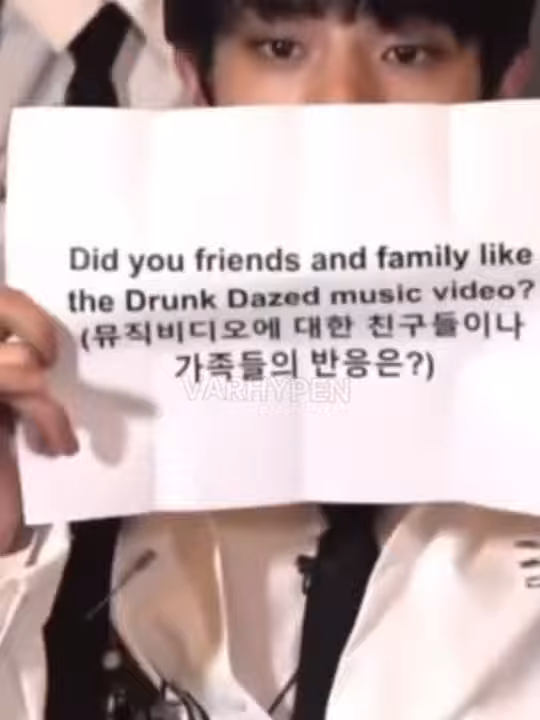 Did you friends and family like
the Drunk Dazed music video?
(뮤직비디오에 대한 친구들이나
가족들의 반응은?)
VARHYPEN